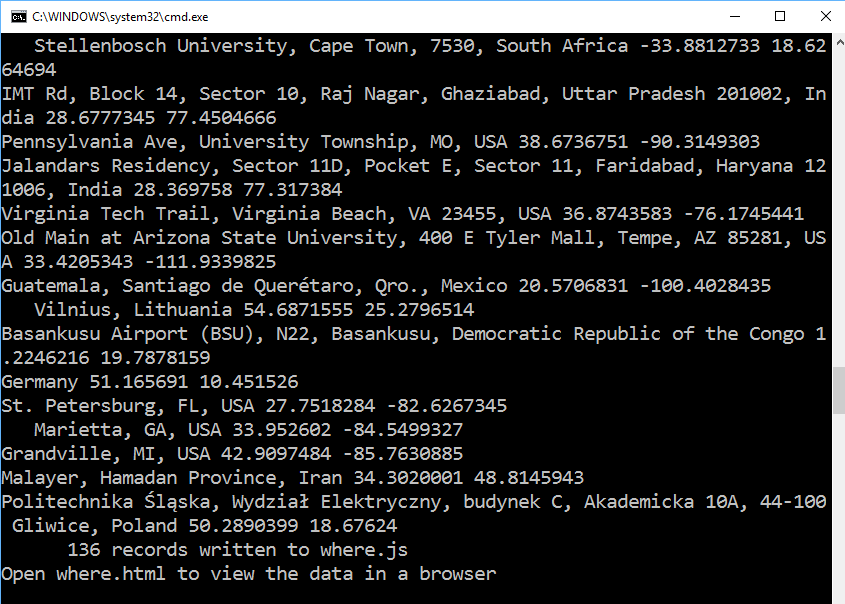 C:\WINDOWS\system32\cmd.exe
Stellenbosch University, Cape Town, 7530, South Africa -33.8812733 18.62
64694
IMT Rd, Block 14, Sector 10, Raj Nagar, Ghaziabad, Uttar Pradesh 201002, In
dia 28.6777345 77.4504666
Pennsylvania Ave, University Township, MO, USA 38.6736751 -90.3149303
Jalandars Residency, Sector 11D, Pocket E, Sector 11, Faridabad, Haryana 12
1006, India 28.369758 77.317384
Virginia Tech Trail, Virginia Beach, VA 23455, USA 36.8743583 -76.1745441
Old Main at Arizona State University, 400 E Tyler Mall, Tempe, AZ 85281, US
A 33.4205343 -111.9339825
Guatemala, Santiago de Querétaro, Qro., Mexico 20.5706831 -100.4028435
Vilnius, Lithuania 54.6871555 25.2796514
Basankusu Airport (BSU), N22, Basankusu, Democratic Republic of the Congo 1
.2246216 19.7878159
Germany 51.165691 10.451526
St. Petersburg, FL, USA 27.7518284 -82.6267345
Marietta, GA, USA 33.952602 -84.5499327
Grandville, MI, USA 42.9097484 -85.7630885
Malayer, Hamadan Province, Iran 34.3020001 48.8145943
Politechnika Śląska, Wydział Elektryczny, budynek C, Akademicka 10A, 44-100
Gliwice, Poland 50.2890399 18.67624
136 records written to where.js
Open where.html to view the data in a browser